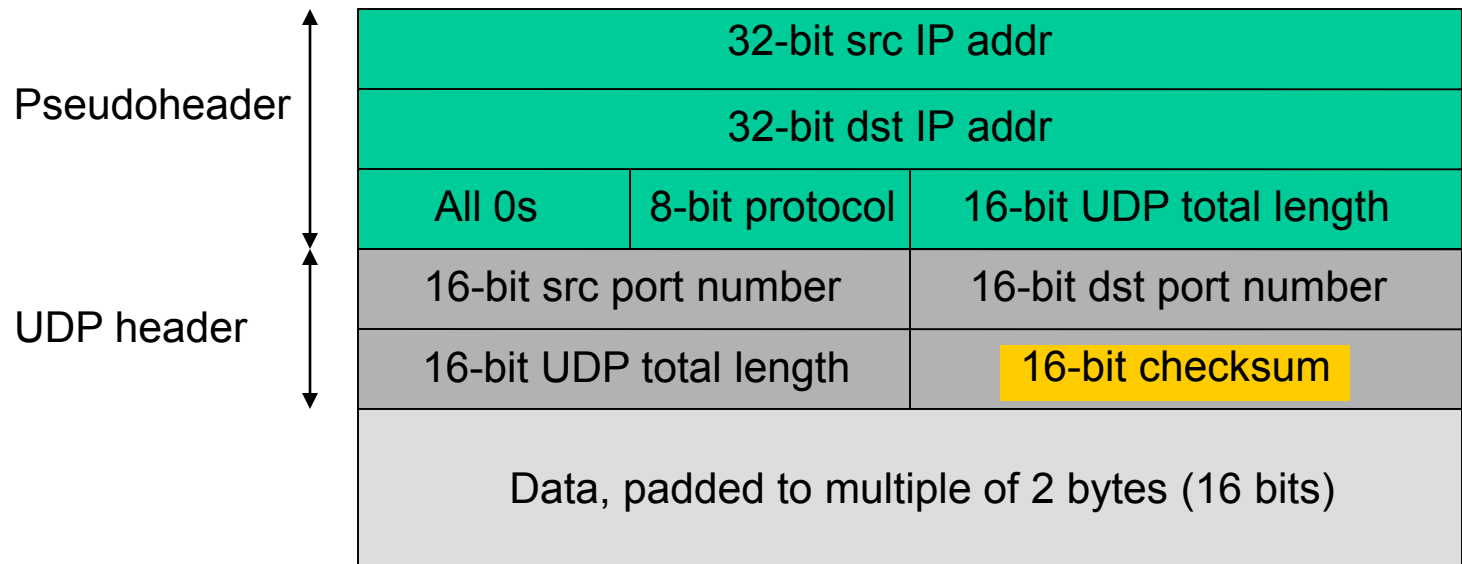 32-bit src IP addr
Pseudoheader
32-bit dst IP addr
All 0s
8-bit protocol
16-bit UDP total length
16-bit src port number
16-bit dst port number
UDP header
16-bit UDP total length
16-bit checksum
Data, padded to multiple of 2 bytes (16 bits)